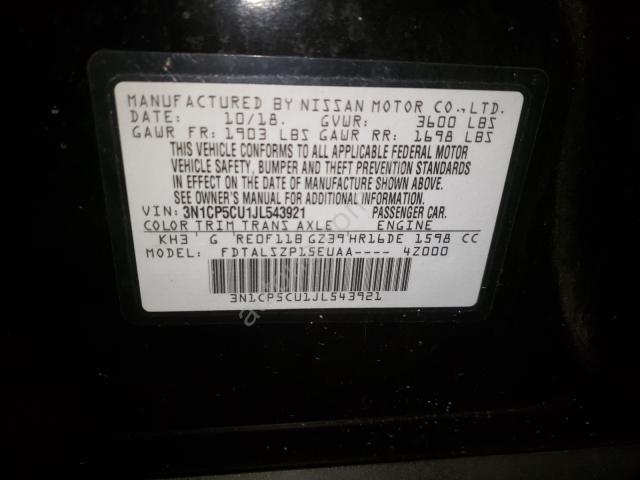 MANUFACTURED BY NISSAN MOTOR CO., LTD.
DATE: 10/18. GVWR: 3600 LBS
GAWR FR: 1903 LBS GAWR RR: 1698 LBS
THIS VEHICLE CONFORMS TO ALL APPLICABLE FEDERAL MOTOR
VEHICLE SAFETY, BUMPER AND THEFT PREVENTION STANDARDS
IN EFFECT ON THE DATE OF MANUFACTURE SHOWN ABOVE.
SEE OWNER'S MANUAL FOR ADDITIONAL INFORMATION.
VIN: 3N1CP5CU1JL543921 PASSENGER CAR.
COLOR TRIM TRANS AXLE ENGINE
KH3' G RE0F11B GZ39'HR16DE 1598 CC
MODEL FDTALSZP15EUAA---- 4Z000
3N1CP5CU1JL543921